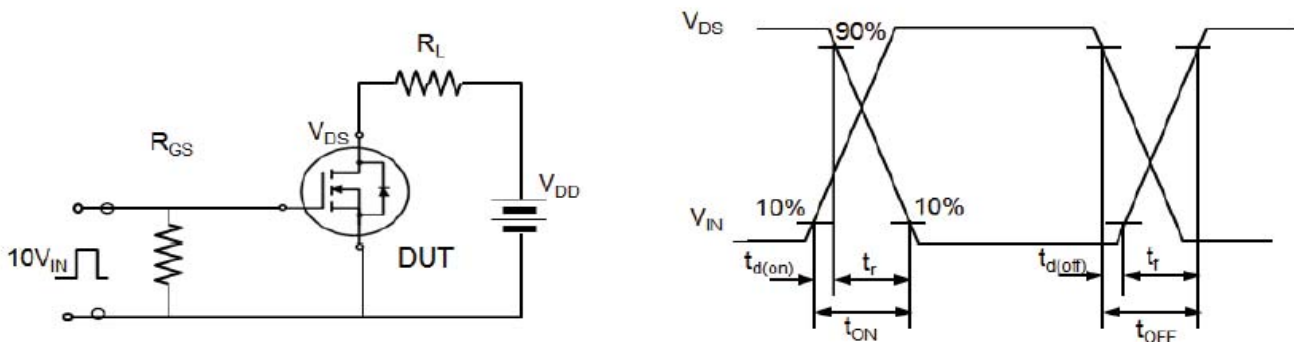 R_L
V_DS
R_GS
V_DD
10V_IN
DUT
V_DS
90%
V_IN
10%
10%
t_d(on)
t_r
t_ON
t_d(off)
t_f
t_OFF